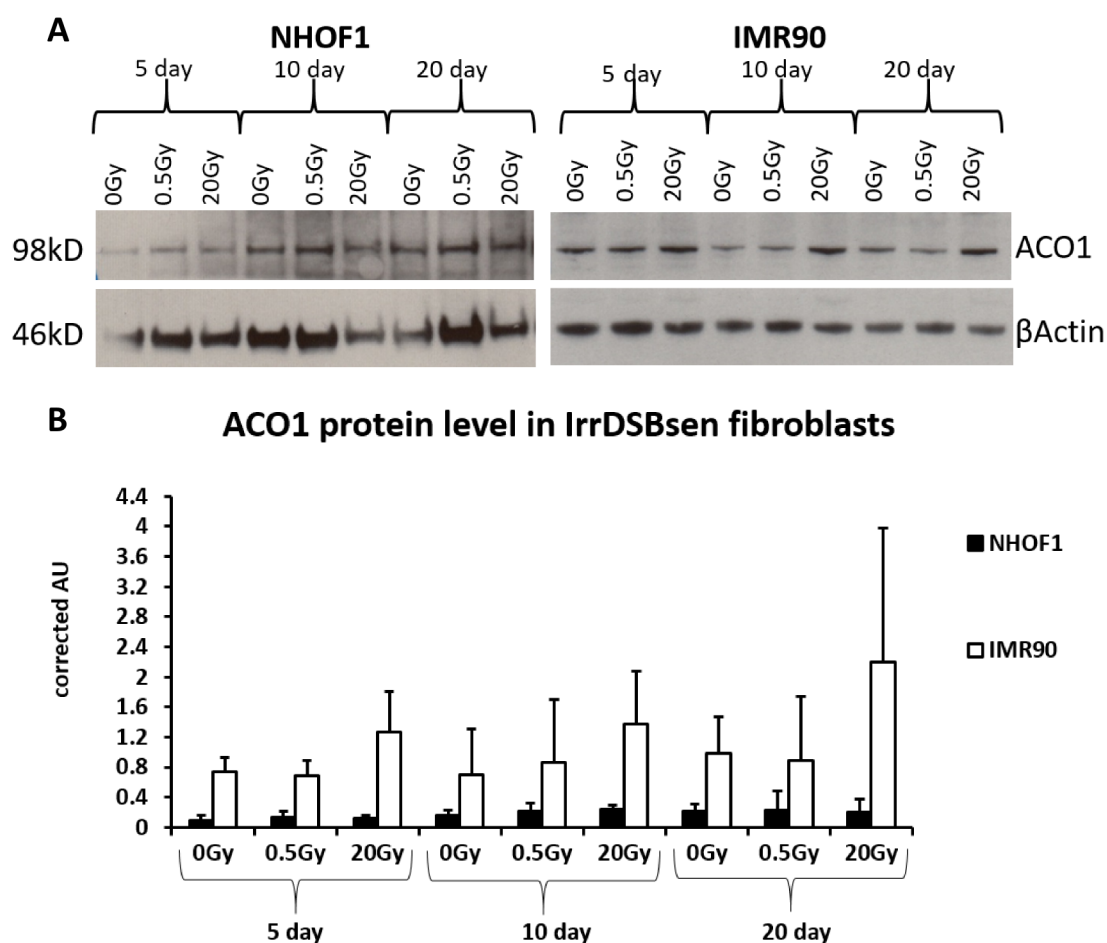 A
NHOF1
IMR90
5 day 10 day 20 day 5 day 10 day 20 day
0Gy 0.5Gy 20Gy 0Gy 0.5Gy 20Gy 0Gy 0.5Gy 20Gy 0Gy 0.5Gy 20Gy 0Gy 0.5Gy 20Gy 0Gy 0.5Gy 20Gy
98kD ACO1
46kD βActin
B
ACO1 protein level in IrrDSBsen fibroblasts
corrected AU
4.4
4
3.6
3.2
2.8
2.4
2
1.6
1.2
0.8
0.4
0
NHOF1
IMR90
0Gy 0.5Gy 20Gy 0Gy 0.5Gy 20Gy 0Gy 0.5Gy 20Gy
5 day 10 day 20 day